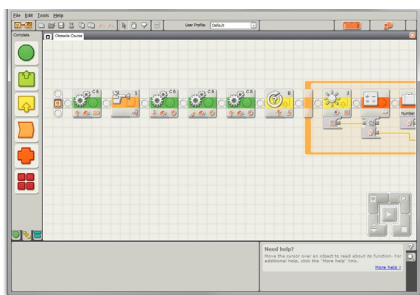 File Edit Tools Help
User Profile: Default
Complete
Obstacle Course
C B
C B
C B
C B
Number
Need help?
Move the cursor over an object to read about its function. For
additional help, click the "More help" link.
More help